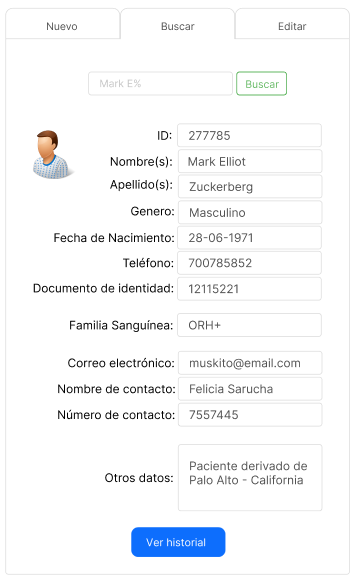 Nuevo Buscar Editar
Mark E% Buscar
ID: 277785
Nombre(s): Mark Elliot
Apellido(s): Zuckerberg
Genero: Masculino
Fecha de Nacimiento: 28-06-1971
Teléfono: 700785852
Documento de identidad: 12115221
Familia Sanguínea: ORH+
Correo electrónico: muskito@email.com
Nombre de contacto: Felicia Sarucha
Número de contacto: 7557445
Otros datos: Paciente derivado de
Palo Alto - California
Ver historial